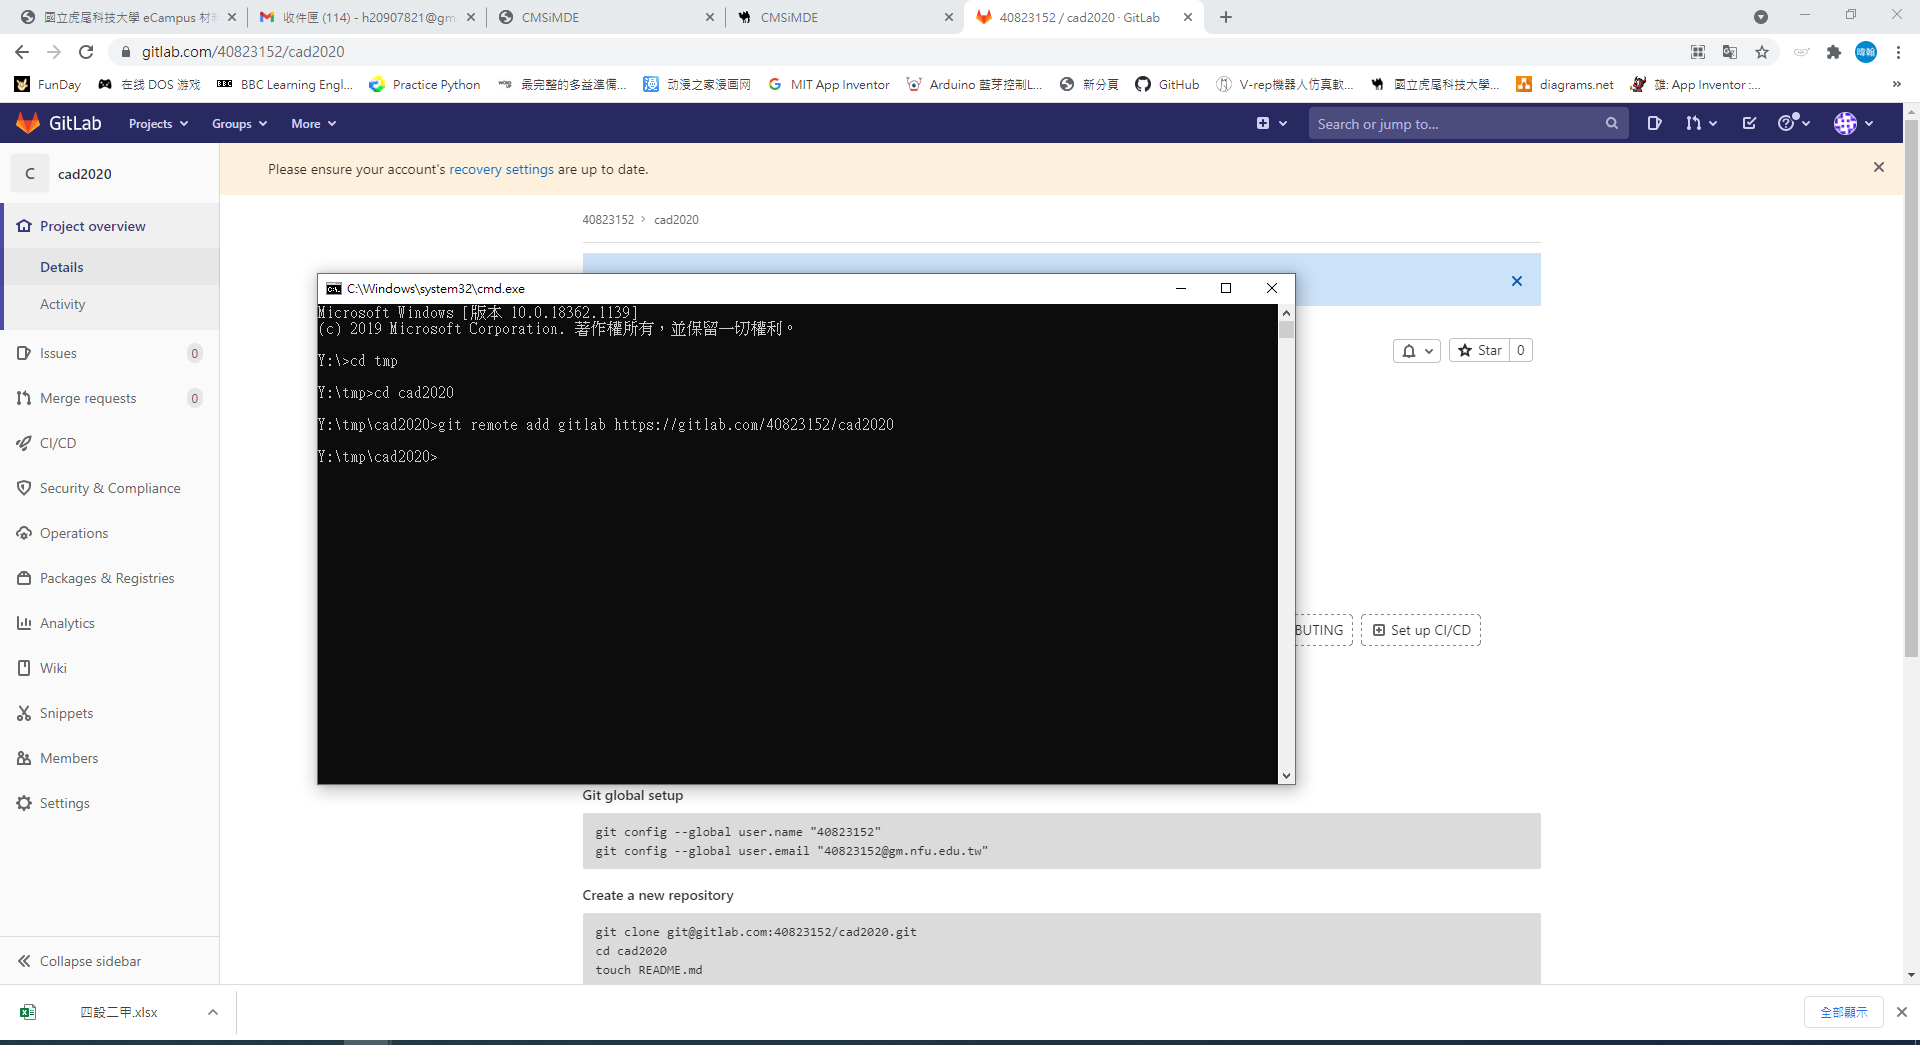 國立虎尾科技大學 eCampus
收件匣 (114) - h20907821@gm
CMSiMDE
CMSiMDE
40823152 / cad2020 · GitLab
gitlab.com/40823152/cad2020
FunDay
在线 DOS 游戏
BBC Learning Engl...
Practice Python
最完整的多益準備...
动漫之家漫画网
MIT App Inventor
Arduino 藍芽控制L...
新分頁
GitHub
V-rep機器人仿真軟...
國立虎尾科技大學...
diagrams.net
雄: App Inventor :...
»
GitLab
Projects
Groups
More
Search or jump to...
C
cad2020
Please ensure your account's recovery settings are up to date.
Project overview
Details
Activity
Issues 0
Merge requests 0
CI/CD
Security & Compliance
Operations
Packages & Registries
Analytics
Wiki
Snippets
Members
Settings
Collapse sidebar
40823152 > cad2020
Star 0
C:\Windows\system32\cmd.exe
Microsoft Windows [版本 10.0.18362.1139]
(c) 2019 Microsoft Corporation. 著作權所有，並保留一切權利。
Y:\>cd tmp
Y:\tmp>cd cad2020
Y:\tmp\cad2020>git remote add gitlab https://gitlab.com/40823152/cad2020
Y:\tmp\cad2020>
BUTING
Set up CI/CD
Git global setup
git config --global user.name "40823152"
git config --global user.email "40823152@gm.nfu.edu.tw"
Create a new repository
git clone git@gitlab.com:40823152/cad2020.git
cd cad2020
touch README.md
四設二甲.xlsx
全部顯示